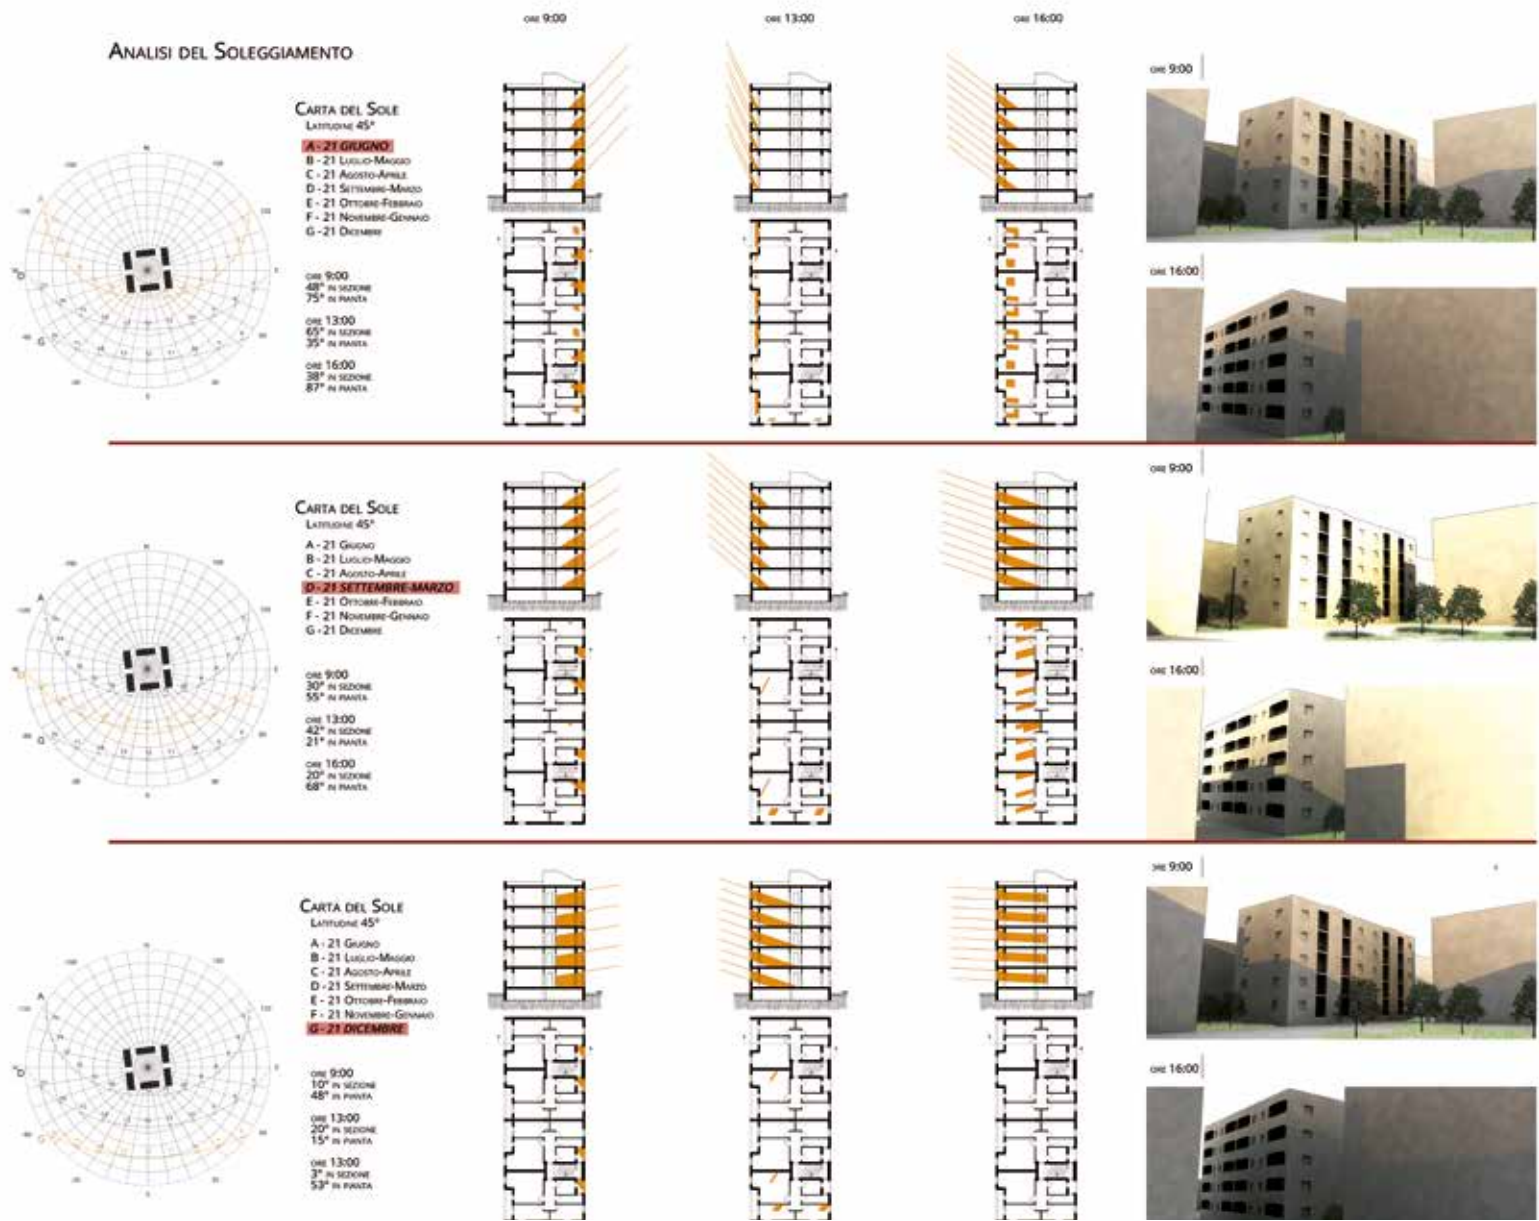 ORE 9:00
ORE 13:00
ORE 16:00
ANALISI DEL SOLEGGIAMENTO
CARTA DEL SOLE
LATITUDINE 45°
A - 21 GIUGNO
B - 21 LUGLIO-MAGGIO
C - 21 AGOSTO-APRILE
D - 21 SETTEMBRE-MARZO
E - 21 OTTOBRE-FEBBRAIO
F - 21 NOVEMBRE-GENNAIO
G - 21 DICEMBRE
ORE 9:00
48° IN SEZIONE
75° IN PIANTA
ORE 13:00
65° IN SEZIONE
35° IN PIANTA
ORE 16:00
38° IN SEZIONE
87° IN PIANTA
ORE 9:00
ORE 16:00
CARTA DEL SOLE
LATITUDINE 45°
A - 21 GIUGNO
B - 21 LUGLIO-MAGGIO
C - 21 AGOSTO-APRILE
D - 21 SETTEMBRE-MARZO
E - 21 OTTOBRE-FEBBRAIO
F - 21 NOVEMBRE-GENNAIO
G - 21 DICEMBRE
ORE 9:00
30° IN SEZIONE
55° IN PIANTA
ORE 13:00
42° IN SEZIONE
21° IN PIANTA
ORE 16:00
20° IN SEZIONE
68° IN PIANTA
ORE 9:00
ORE 16:00
CARTA DEL SOLE
LATITUDINE 45°
A - 21 GIUGNO
B - 21 LUGLIO-MAGGIO
C - 21 AGOSTO-APRILE
D - 21 SETTEMBRE-MARZO
E - 21 OTTOBRE-FEBBRAIO
F - 21 NOVEMBRE-GENNAIO
G - 21 DICEMBRE
ORE 9:00
10° IN SEZIONE
48° IN PIANTA
ORE 13:00
20° IN SEZIONE
15° IN PIANTA
ORE 13:00
3° IN SEZIONE
53° IN PIANTA
ORE 9:00
ORE 16:00